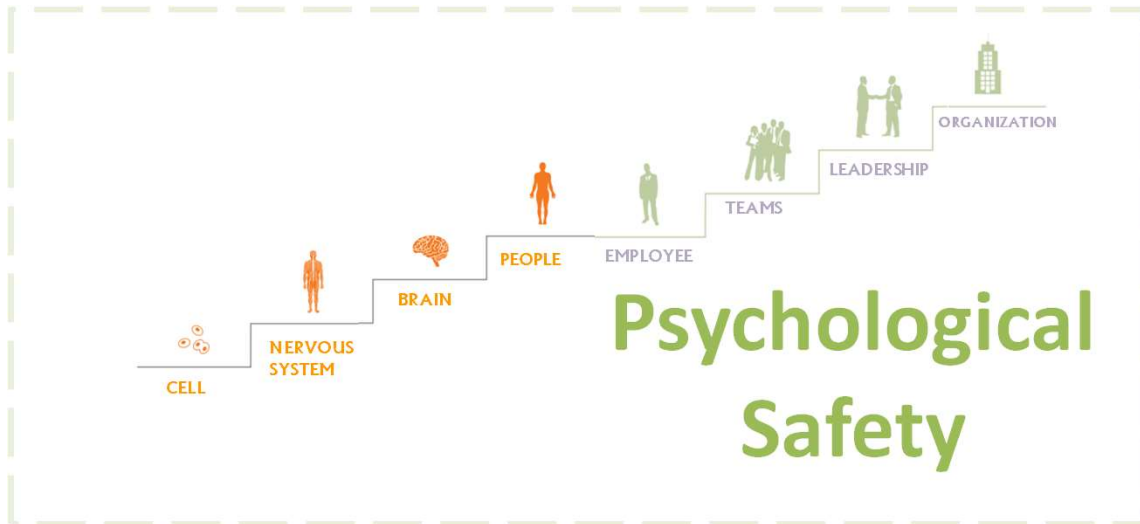 CELL
NERVOUS
SYSTEM
BRAIN
PEOPLE
EMPLOYEE
TEAMS
LEADERSHIP
ORGANIZATION
Psychological
Safety